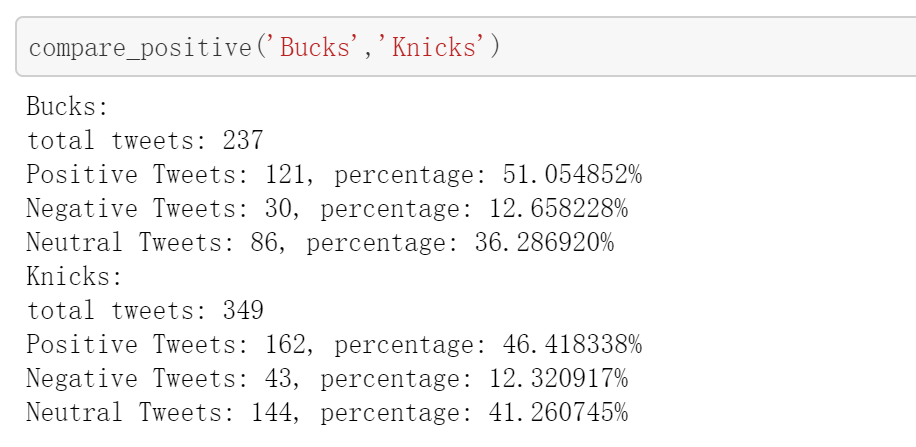 compare_positive('Bucks','Knicks')
Bucks:
total tweets: 237
Positive Tweets: 121, percentage: 51.054852%
Negative Tweets: 30, percentage: 12.658228%
Neutral Tweets: 86, percentage: 36.286920%
Knicks:
total tweets: 349
Positive Tweets: 162, percentage: 46.418338%
Negative Tweets: 43, percentage: 12.320917%
Neutral Tweets: 144, percentage: 41.260745%